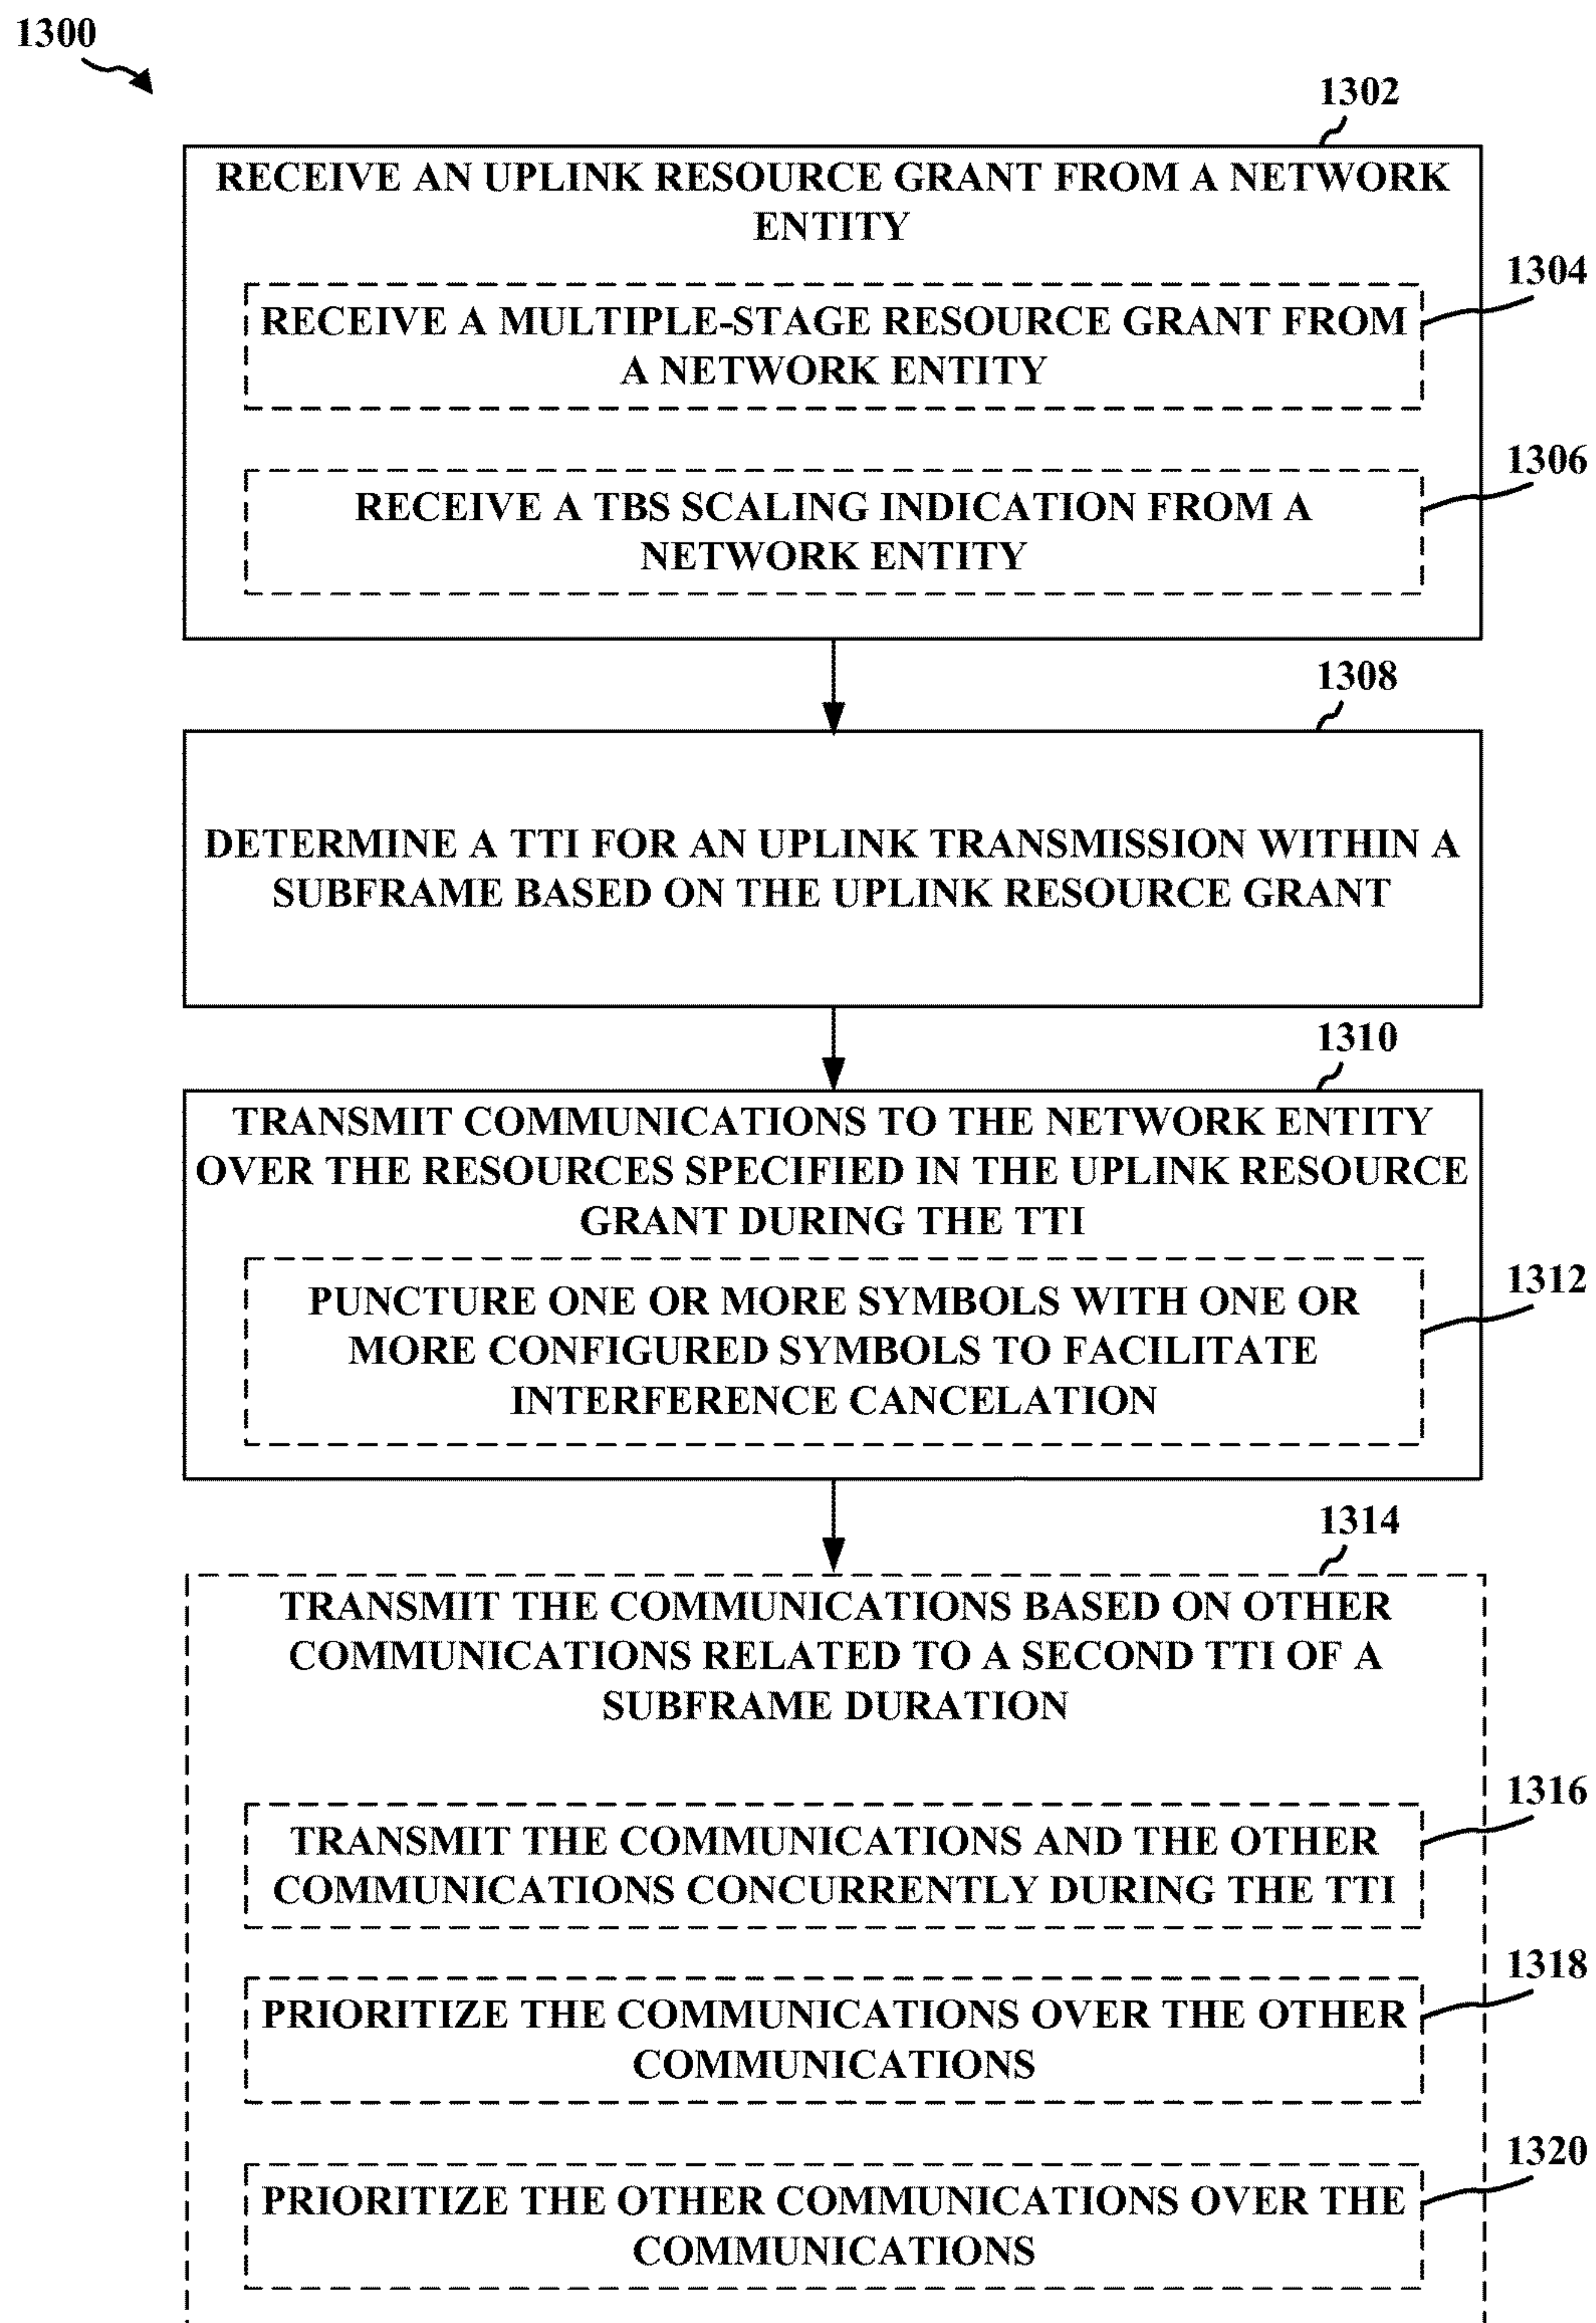 1300
1302
RECEIVE AN UPLINK RESOURCE GRANT FROM A NETWORK
ENTITY
1304
RECEIVE A MULTIPLE-STAGE RESOURCE GRANT FROM
A NETWORK ENTITY
1306
RECEIVE A TBS SCALING INDICATION FROM A
NETWORK ENTITY
1308
DETERMINE A TTI FOR AN UPLINK TRANSMISSION WITHIN A
SUBFRAME BASED ON THE UPLINK RESOURCE GRANT
1310
TRANSMIT COMMUNICATIONS TO THE NETWORK ENTITY
OVER THE RESOURCES SPECIFIED IN THE UPLINK RESOURCE
GRANT DURING THE TTI
1312
PUNCTURE ONE OR MORE SYMBOLS WITH ONE OR
MORE CONFIGURED SYMBOLS TO FACILITATE
INTERFERENCE CANCELATION
1314
TRANSMIT THE COMMUNICATIONS BASED ON OTHER
COMMUNICATIONS RELATED TO A SECOND TTI OF A
SUBFRAME DURATION
1316
TRANSMIT THE COMMUNICATIONS AND THE OTHER
COMMUNICATIONS CONCURRENTLY DURING THE TTI
1318
PRIORITIZE THE COMMUNICATIONS OVER THE OTHER
COMMUNICATIONS
1320
PRIORITIZE THE OTHER COMMUNICATIONS OVER THE
COMMUNICATIONS